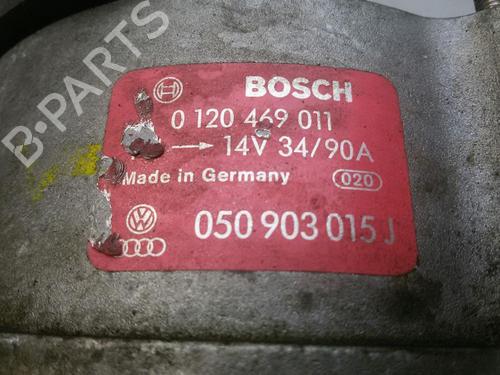 B-PARTS
BOSCH
0 120 469 011
14V 34/90A
Made in Germany 020
050 903 015 J